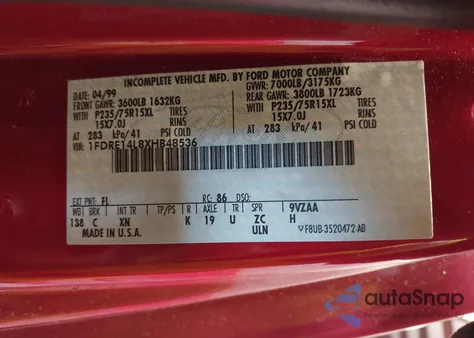 INCOMPLETE VEHICLE MFD. BY FORD MOTOR COMPANY
DATE: 04/99 GVWR: 7000LB/3175KG
FRONT GAWR: 3600LB 1632KG REAR GAWR: 3800LB 1723KG
WITH P235/75R15XL TIRES WITH P235/75R15XL TIRES
15X7.0J RIMS 15X7.0J RIMS
AT 283 kPa/41 PSI COLD AT 283 kPa/41 PSI COLD
1FDRE14L8XHB48536
EXT PNT: FL RC: 86 DSO:
WB BRK INT TR TP/PS R AXLE TR SPR 9VZAA
138 C XN K 19 U ZC H
MADE IN U.S.A. ULN F8UB-3520472-AB
autoSnap